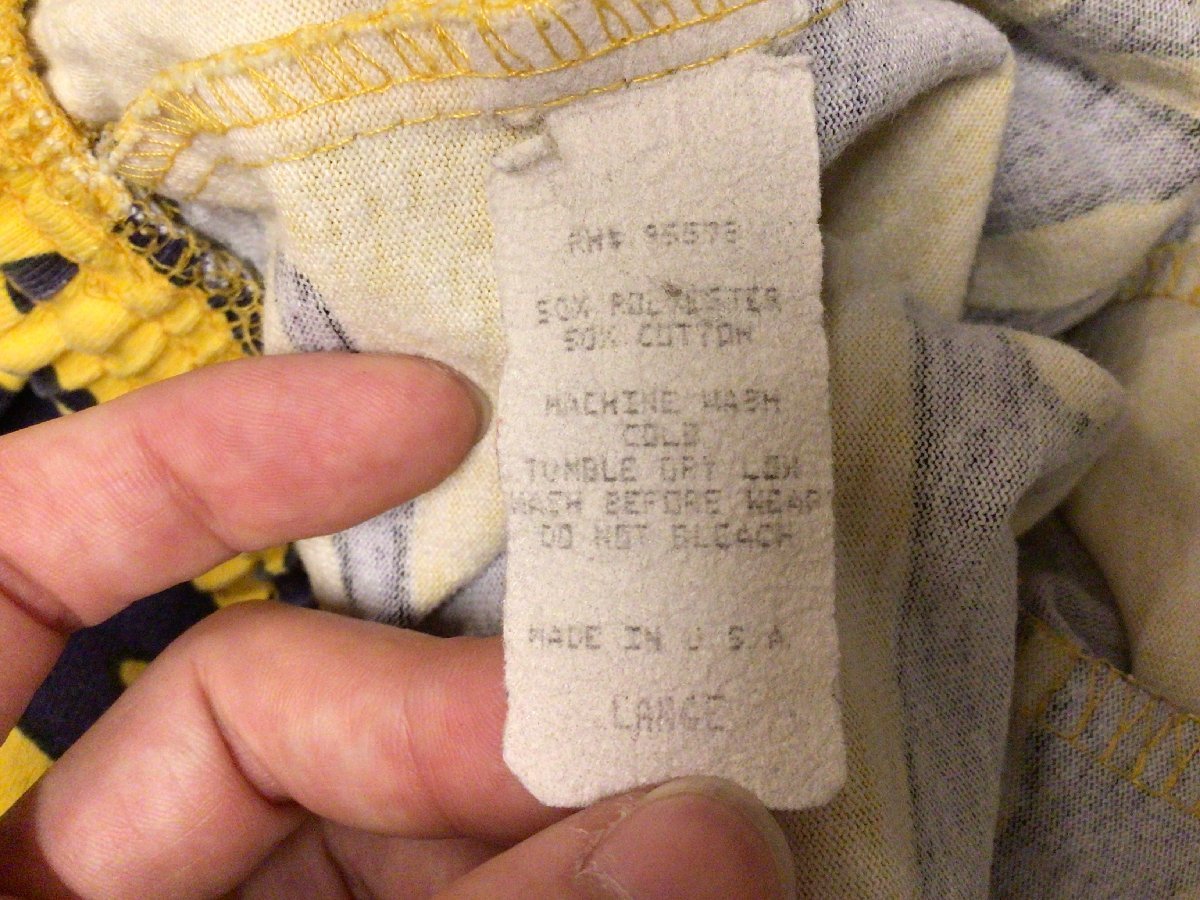 RN# 95578
50% POLYESTER
50% COTTON
MACHINE WASH
COLD
TUMBLE DRY LOW
WASH BEFORE WEAR
DO NOT BLEACH
MADE IN U.S.A.
LARGE